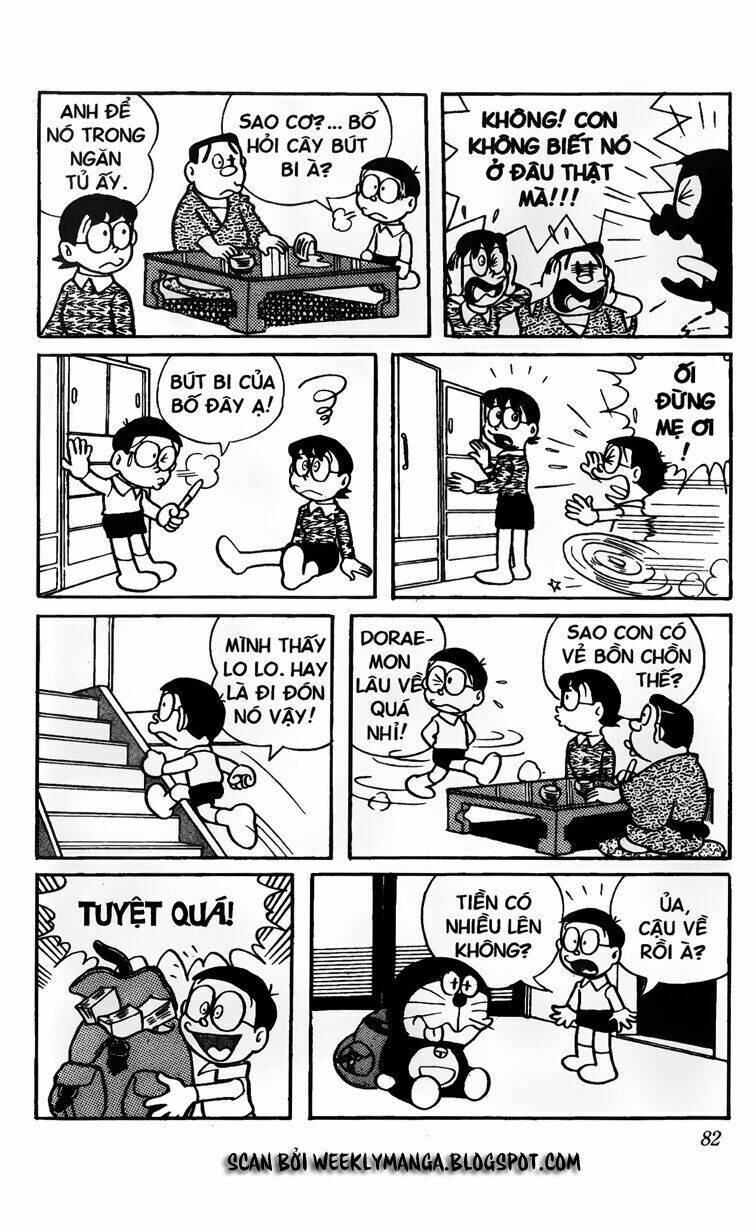 ANH ĐỂ
NÓ TRONG
NGĂN
TỦ ẤY.
SAO CƠ?... BỐ
HỎI CÂY BÚT
BI À?
KHÔNG! CON
KHÔNG BIẾT NÓ
Ở ĐÂU THẬT
MÀ!!!
BÚT BI CỦA
BỐ ĐÂY Ạ!
ỐI
ĐỪNG
MẸ ƠI
!
MÌNH THẤY
LO LO. HAY
LÀ ĐI ĐÓN
NÓ VẬY!
DORAE-
MON
LÂU VỀ
QUÁ
NHỈ!
SAO CON CÓ
VẺ BỒN CHỒN
THẾ?
TUYỆT QUÁ!
TIỀN CÓ
NHIỀU LÊN
KHÔNG?
ỦA,
CẬU VỀ
RỒI À?
82
SCAN BỞI WEEKLYMANGA.BLOGSPOT.COM